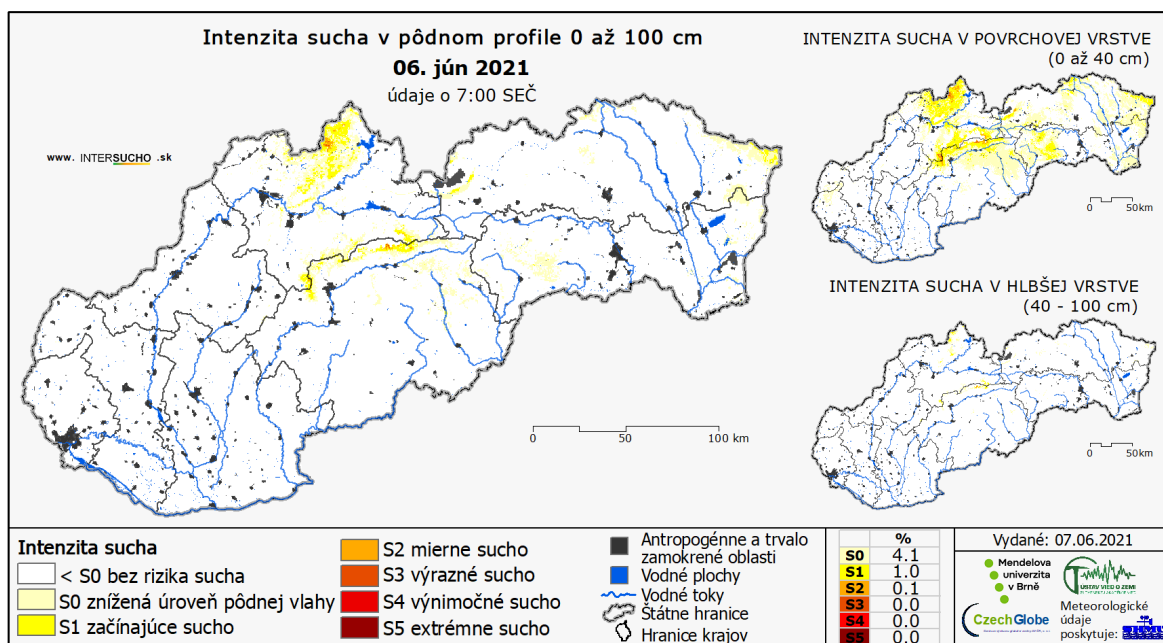 Intenzita sucha v pôdnom profile 0 až 100 cm
06. jún 2021
údaje o 7:00 SEČ
www. INTERSUCHO .sk
0 50 100 km
INTENZITA SUCHA V POVRCHOVEJ VRSTVE
(0 až 40 cm)
0 50km
INTENZITA SUCHA V HLBŠEJ VRSTVE
(40 - 100 cm)
0 50km
Intenzita sucha
< S0 bez rizika sucha
S0 znížená úroveň pôdnej vlahy
S1 začínajúce sucho
S2 mierne sucho
S3 výrazné sucho
S4 výnimočné sucho
S5 extrémne sucho
Antropogénne a trvalo
zamokrené oblasti
Vodné plochy
Vodné toky
Štátne hranice
Hranice krajov
%
S0 4.1
S1 1.0
S2 0.1
S3 0.0
S4 0.0
S5 0.0
Vydané: 07.06.2021
Mendelova
univerzita
v Brně
ÚSTAV VIED O ZEMI
CzechGlobe
Meteorologické
údaje
poskytuje: